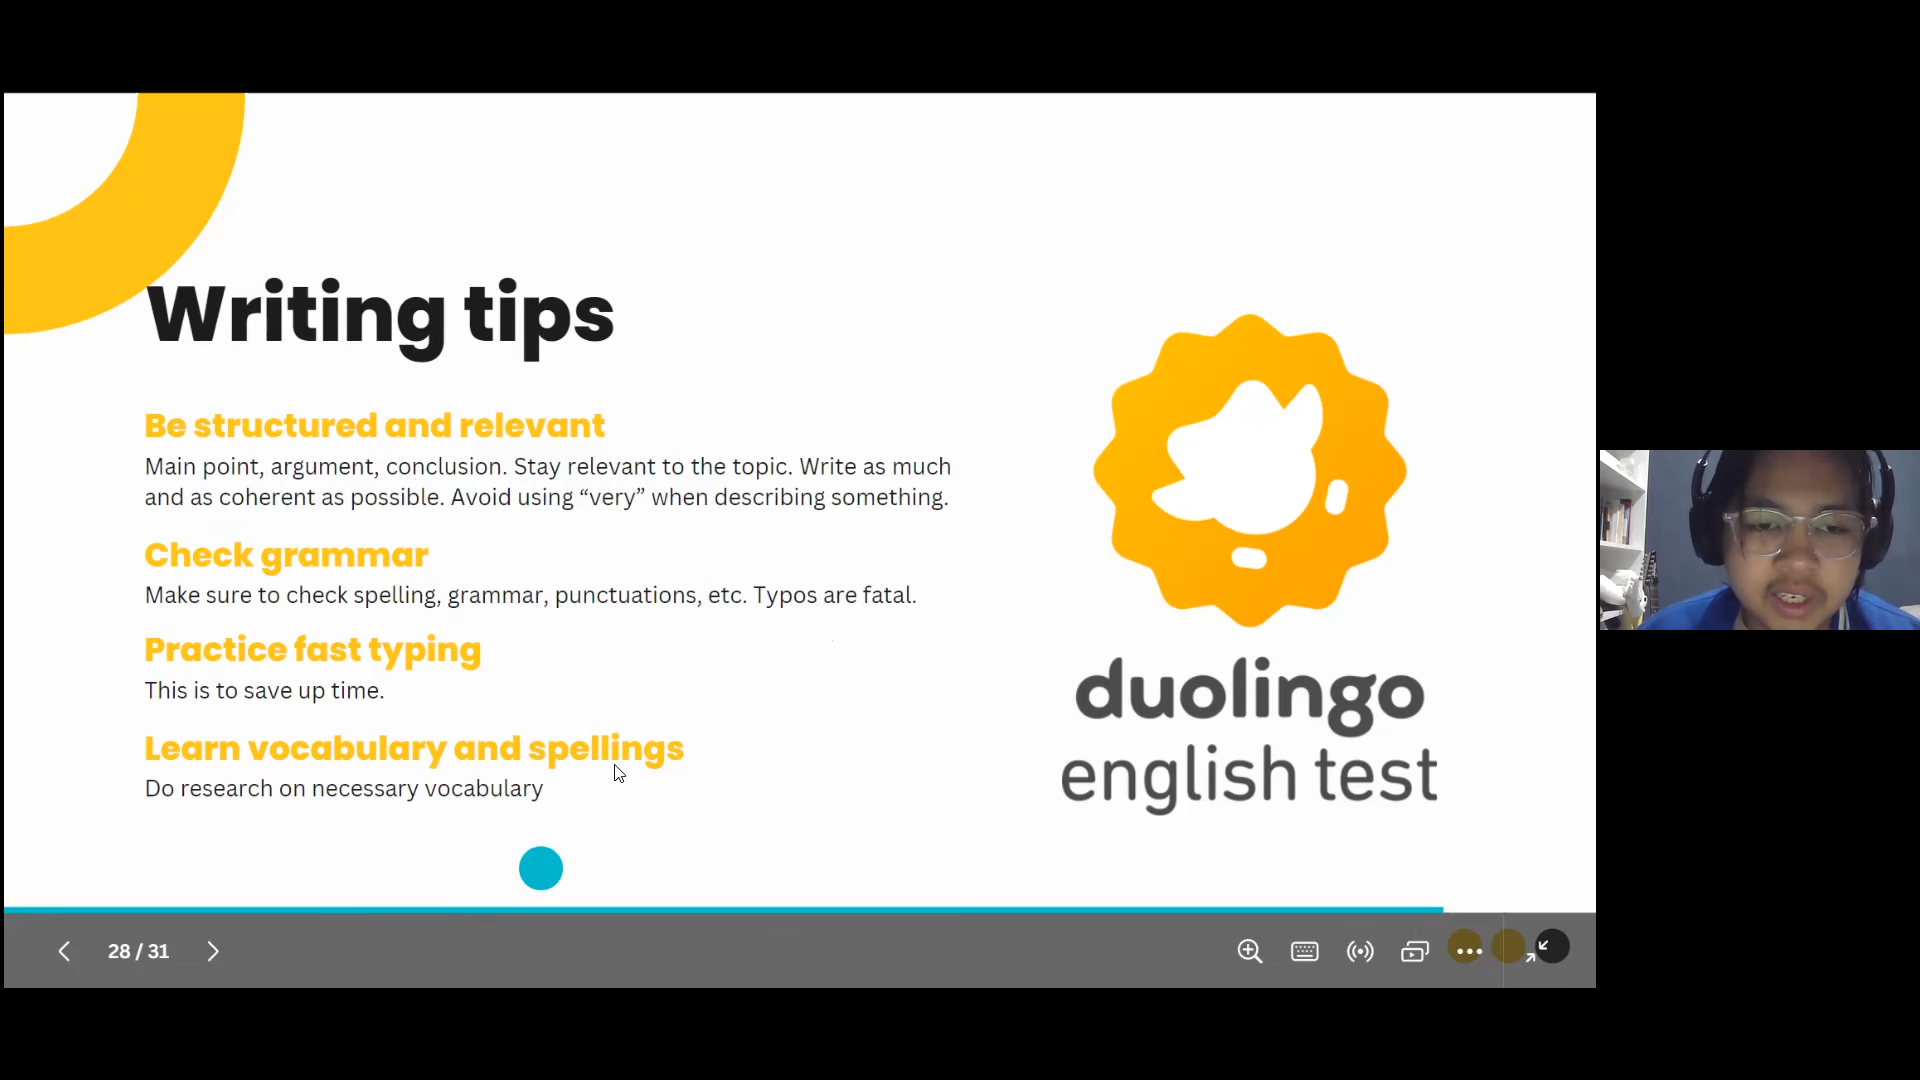 Writing tips
Be structured and relevant
Main point, argument, conclusion. Stay relevant to the topic. Write as much
and as coherent as possible. Avoid using “very” when describing something.
Check grammar
Make sure to check spelling, grammar, punctuations, etc. Typos are fatal.
Practice fast typing
This is to save up time.
Learn vocabulary and spellings
Do research on necessary vocabulary
duolingo
english test
28 / 31